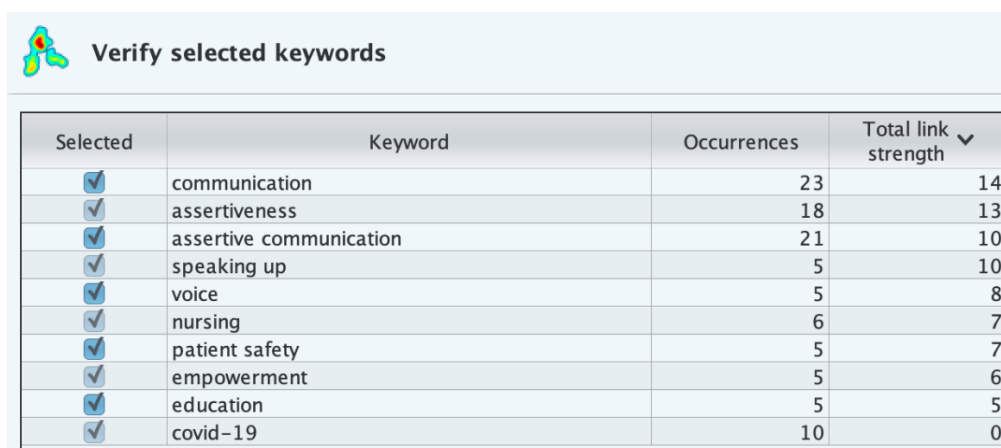 Verify selected keywords
Selected Keyword Occurrences Total link strength
communication 23 14
assertiveness 18 13
assertive communication 21 10
speaking up 5 10
voice 5 8
nursing 6 7
patient safety 5 7
empowerment 5 6
education 5 5
covid-19 10 0